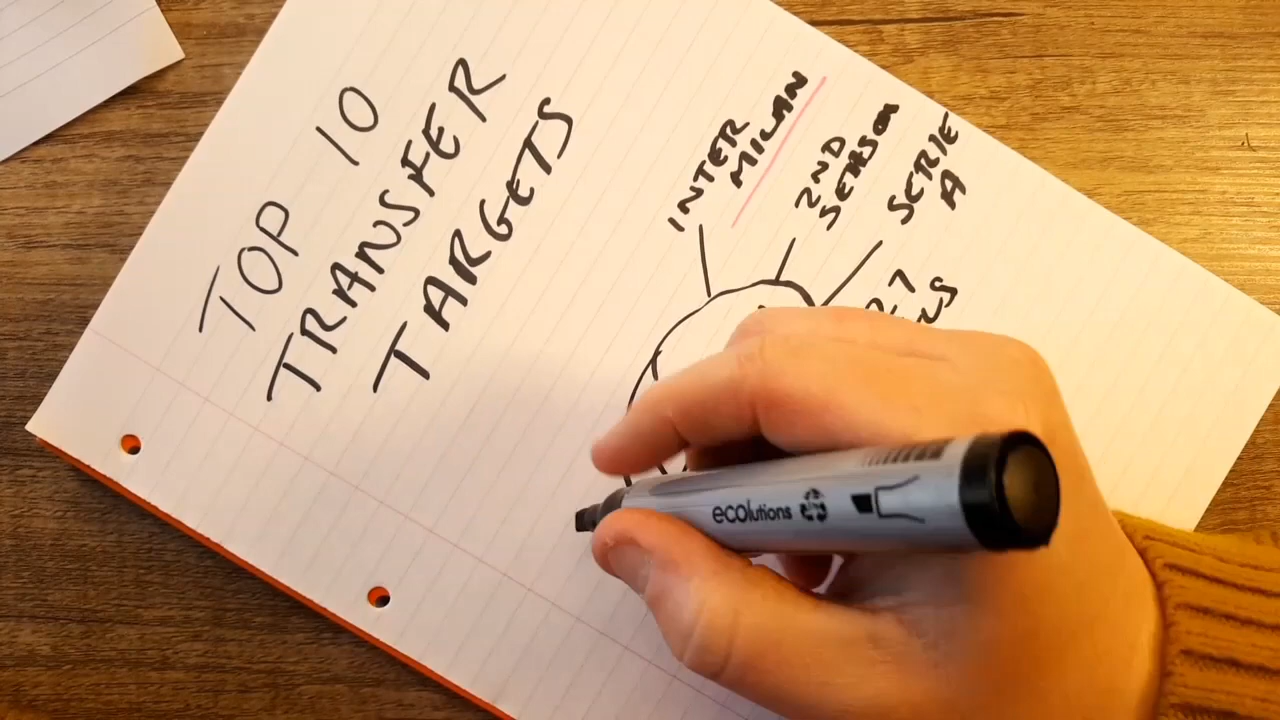 TOP 10
TRANSFER
TARGETS
INTER
MILAN
2ND
SEASON
SERIE
A
ecolutions